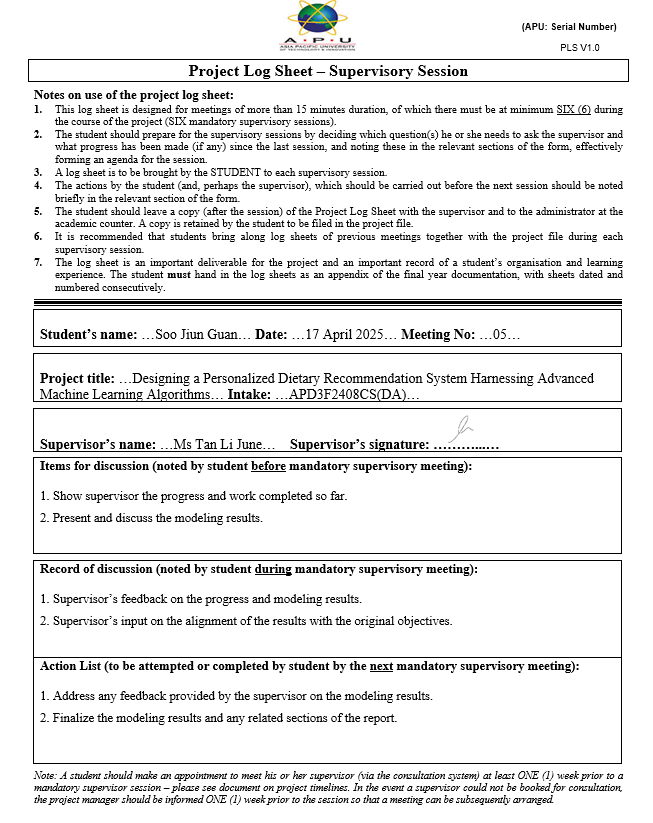 A • P • U
ASIA PACIFIC UNIVERSITY
OF TECHNOLOGY & INNOVATION
(APU: Serial Number)
PLS V1.0
Project Log Sheet – Supervisory Session
Notes on use of the project log sheet:
1. This log sheet is designed for meetings of more than 15 minutes duration, of which there must be at minimum SIX (6) during
the course of the project (SIX mandatory supervisory sessions).
2. The student should prepare for the supervisory sessions by deciding which question(s) he or she needs to ask the supervisor and
what progress has been made (if any) since the last session, and noting these in the relevant sections of the form, effectively
forming an agenda for the session.
3. A log sheet is to be brought by the STUDENT to each supervisory session.
4. The actions by the student (and, perhaps the supervisor), which should be carried out before the next session should be noted
briefly in the relevant section of the form.
5. The student should leave a copy (after the session) of the Project Log Sheet with the supervisor and to the administrator at the
academic counter. A copy is retained by the student to be filed in the project file.
6. It is recommended that students bring along log sheets of previous meetings together with the project file during each
supervisory session.
7. The log sheet is an important deliverable for the project and an important record of a student's organisation and learning
experience. The student must hand in the log sheets as an appendix of the final year documentation, with sheets dated and
numbered consecutively.
Student's name: …Soo Jiun Guan… Date: …17 April 2025… Meeting No: …05…
Project title: …Designing a Personalized Dietary Recommendation System Harnessing Advanced
Machine Learning Algorithms… Intake: …APD3F2408CS(DA)…
Supervisor's name: …Ms Tan Li June… Supervisor's signature: ………...…
Items for discussion (noted by student before mandatory supervisory meeting):
1. Show supervisor the progress and work completed so far.
2. Present and discuss the modeling results.
Record of discussion (noted by student during mandatory supervisory meeting):
1. Supervisor's feedback on the progress and modeling results.
2. Supervisor's input on the alignment of the results with the original objectives.
Action List (to be attempted or completed by student by the next mandatory supervisory meeting):
1. Address any feedback provided by the supervisor on the modeling results.
2. Finalize the modeling results and any related sections of the report.
Note: A student should make an appointment to meet his or her supervisor (via the consultation system) at least ONE (1) week prior to a
mandatory supervisor session – please see document on project timelines. In the event a supervisor could not be booked for consultation,
the project manager should be informed ONE (1) week prior to the session so that a meeting can be subsequently arranged.